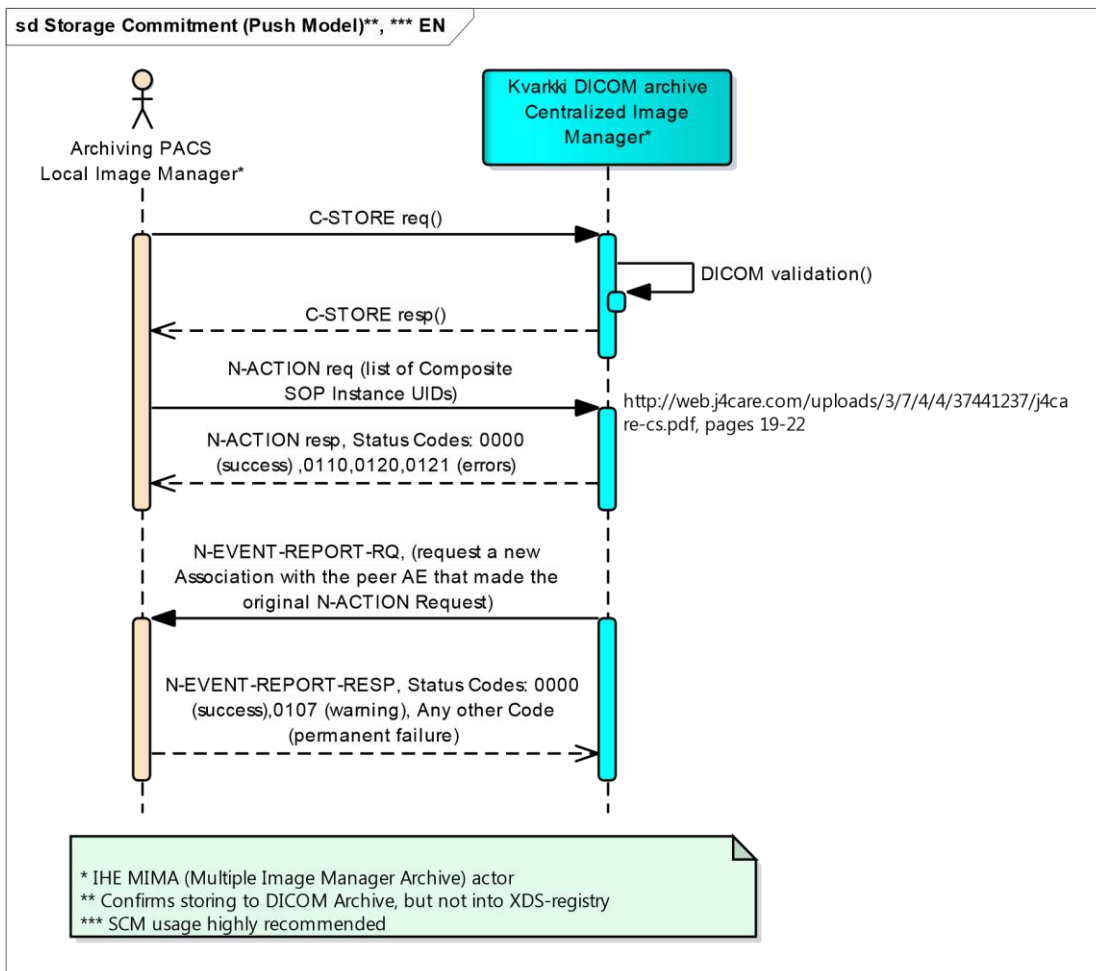 sd Storage Commitment (Push Model)**, *** EN
Archiving PACS
Local Image Manager*
Kvarkki DICOM archive
Centralized Image
Manager*
C-STORE req()
DICOM validation()
C-STORE resp()
N-ACTION req (list of Composite
SOP Instance UIDs)
http://web.j4care.com/uploads/3/7/4/4/37441237/j4ca
re-cs.pdf, pages 19-22
N-ACTION resp, Status Codes: 0000
(success) ,0110,0120,0121 (errors)
N-EVENT-REPORT-RQ, (request a new
Association with the peer AE that made the
original N-ACTION Request)
N-EVENT-REPORT-RESP, Status Codes: 0000
(success),0107 (warning), Any other Code
(permanent failure)
* IHE MIMA (Multiple Image Manager Archive) actor
** Confirms storing to DICOM Archive, but not into XDS-registry
*** SCM usage highly recommended